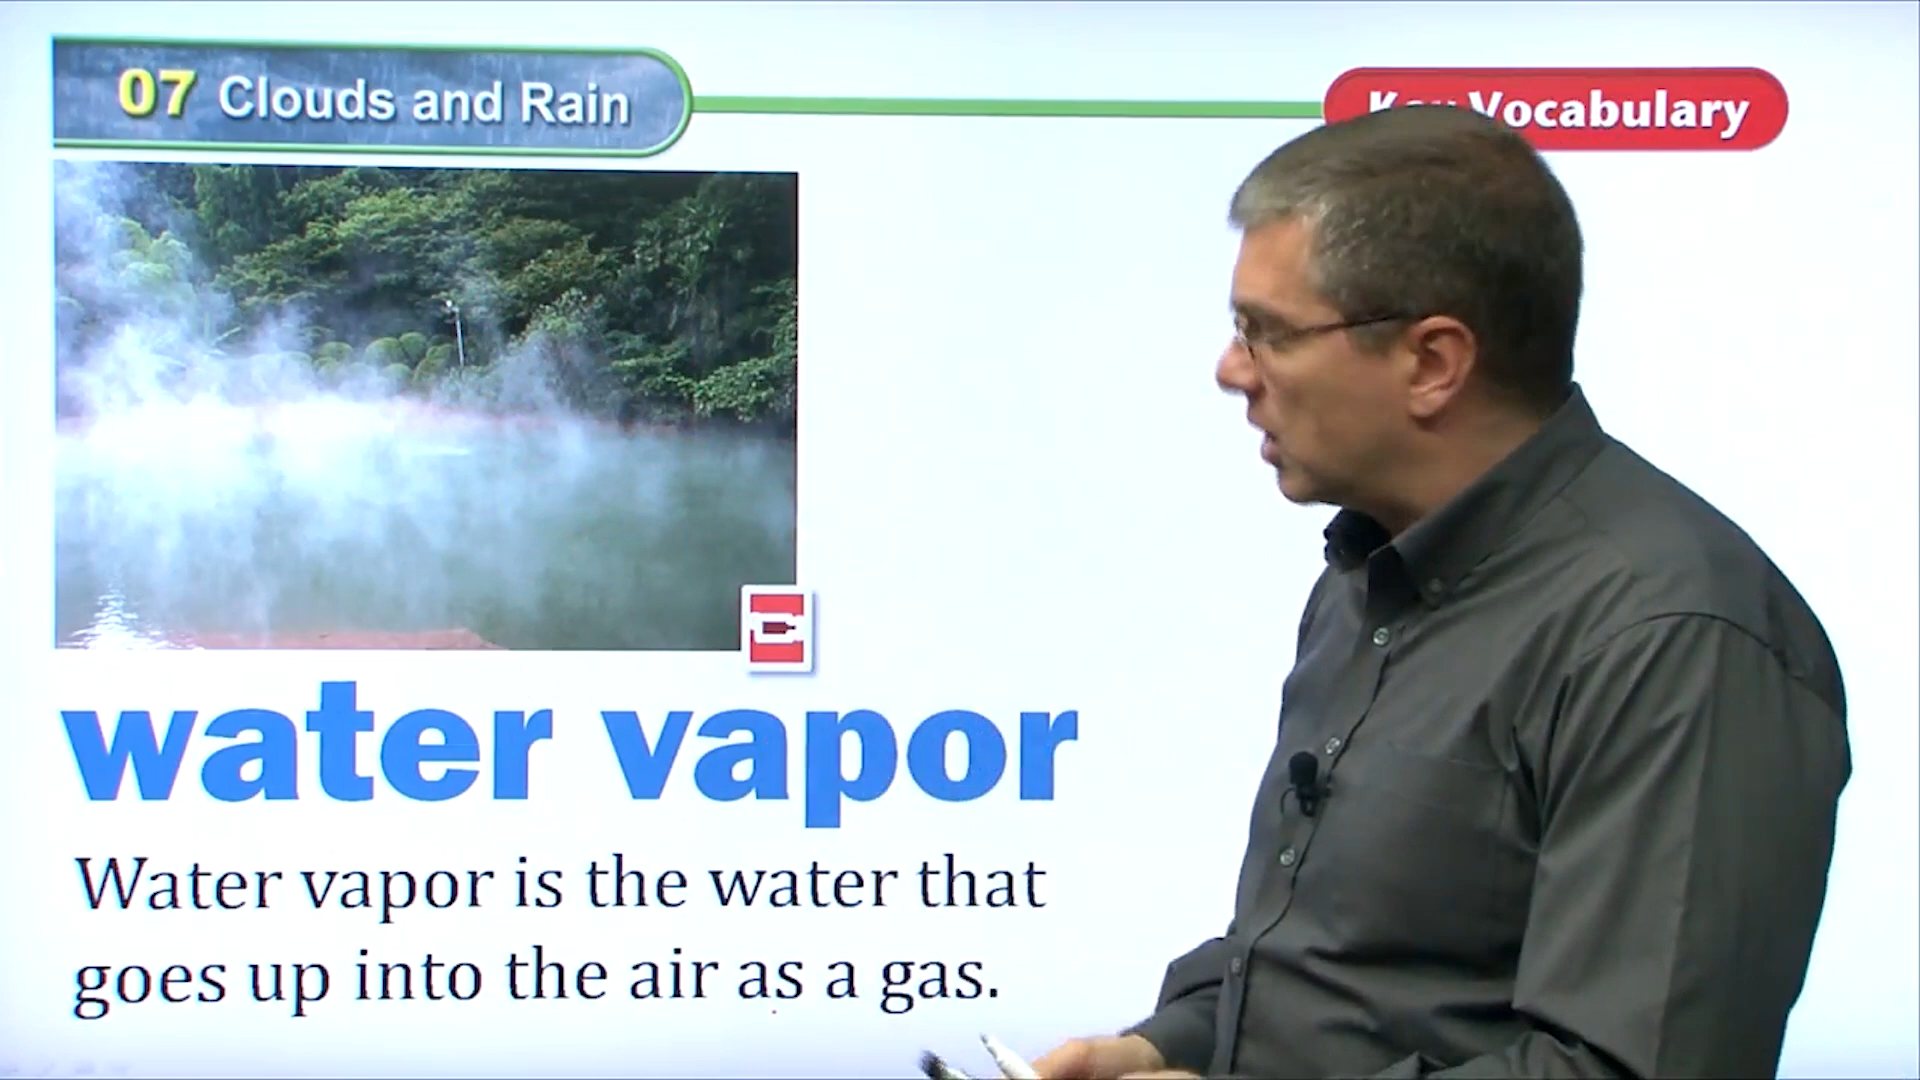 07 Clouds and Rain
Vocabulary
water vapor
Water vapor is the water that
goes up into the air as a gas.